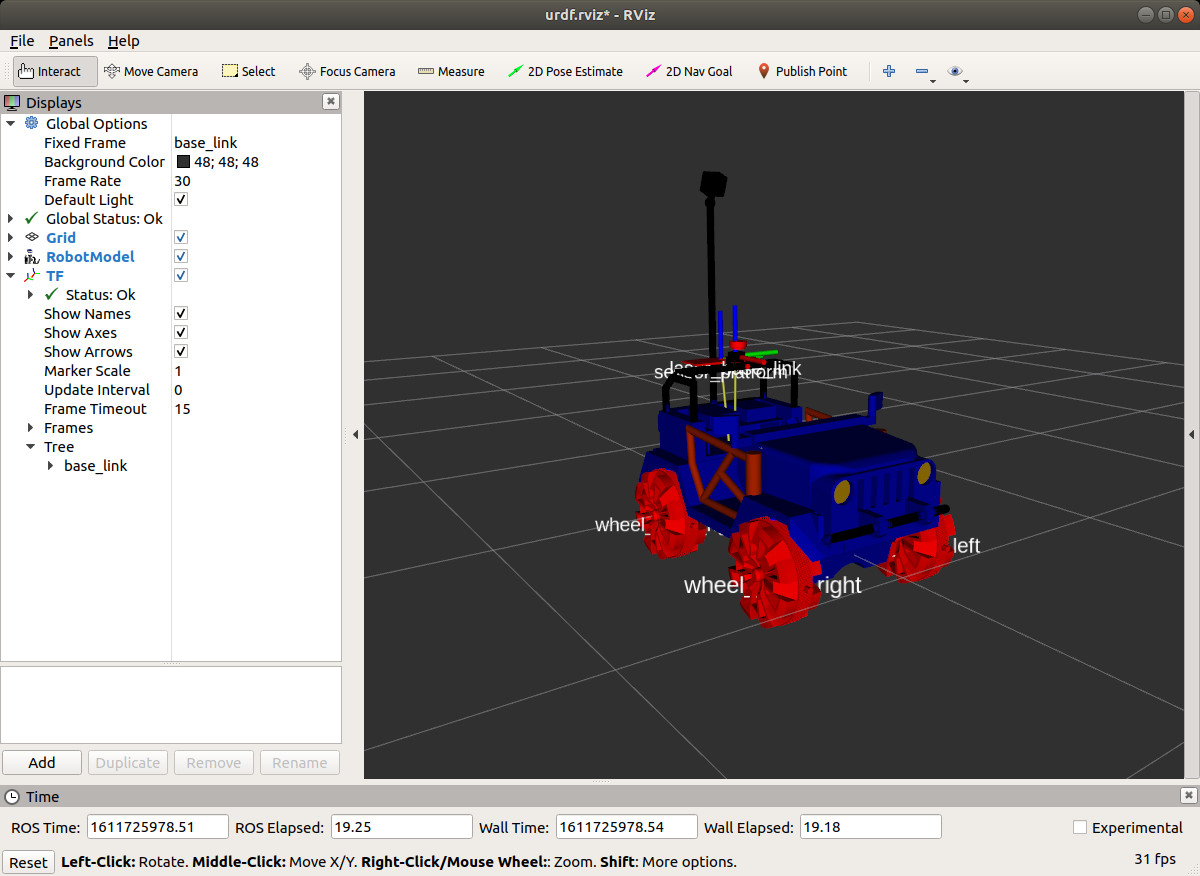 urdf.rviz* - RViz
File Panels Help
Interact Move Camera Select Focus Camera Measure 2D Pose Estimate 2D Nav Goal Publish Point
Displays
Global Options
Fixed Frame base_link
Background Color 48; 48; 48
Frame Rate 30
Default Light
Global Status: Ok
Grid
RobotModel
TF
Status: Ok
Show Names
Show Axes
Show Arrows
Marker Scale 1
Update Interval 0
Frame Timeout 15
Frames
Tree
base_link
link
wheel_
left
wheel_ right
Add Duplicate Remove Rename
Time
ROS Time: 1611725978.51 ROS Elapsed: 19.25 Wall Time: 1611725978.54 Wall Elapsed: 19.18 Experimental
Reset Left-Click: Rotate. Middle-Click: Move X/Y. Right-Click/Mouse Wheel:: Zoom. Shift: More options. 31 fps